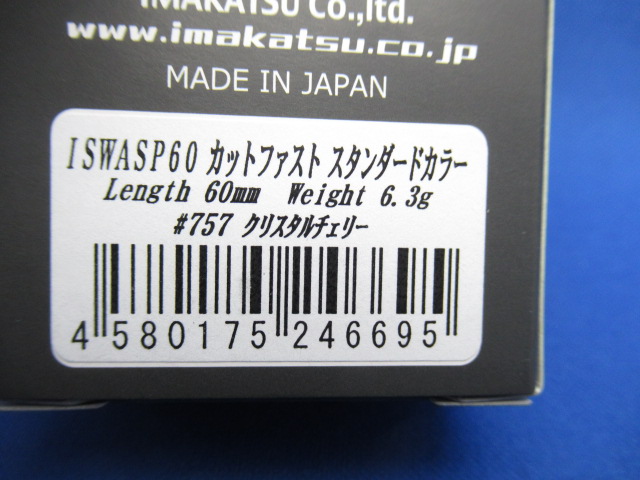 IMAKATSU Co.,ltd.
www.imakatsu.co.jp
MADE IN JAPAN
ISWASP60 カットファスト スタンダードカラー
Length 60mm Weight 6.3g
#757 クリスタルチェリー
4 580175 246695